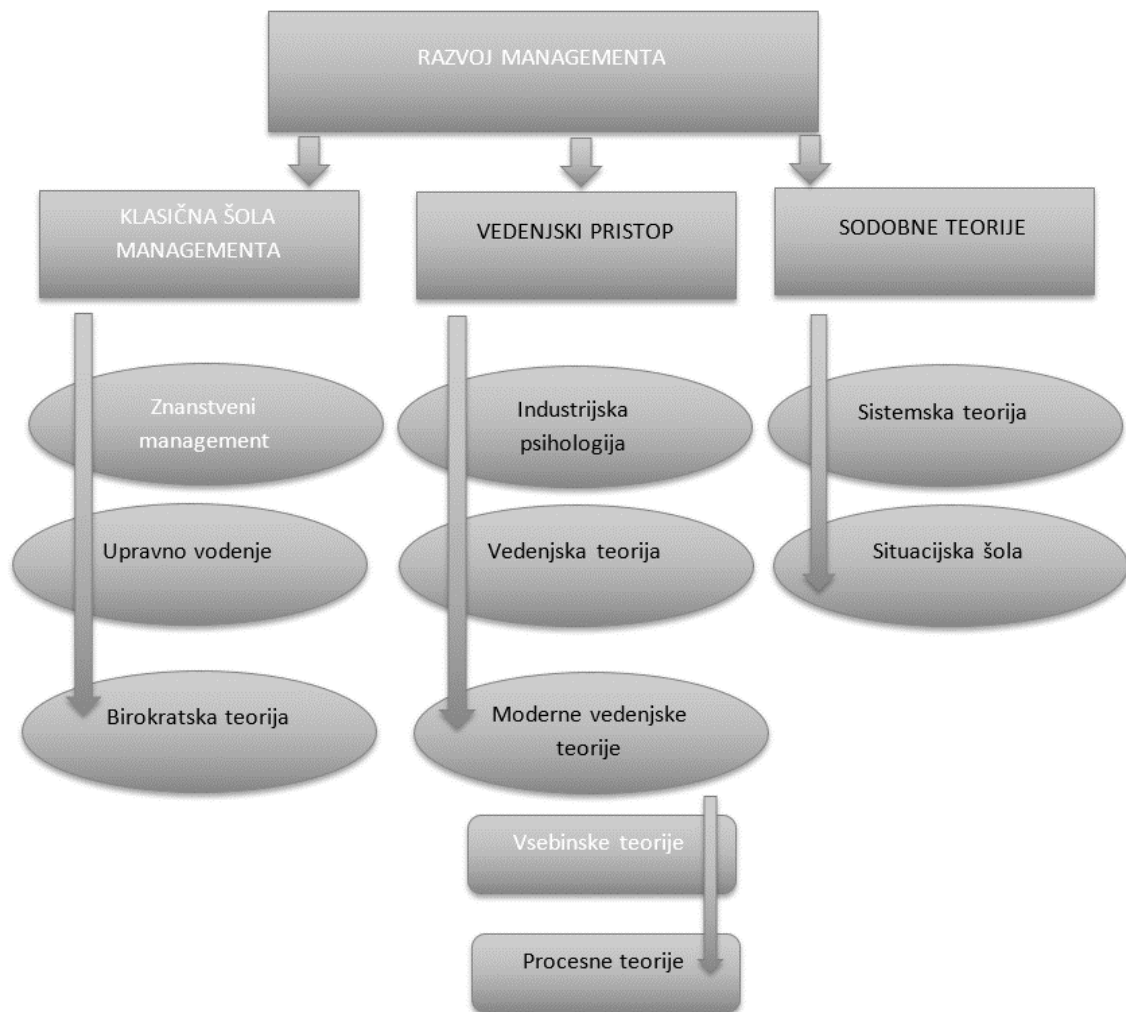 RAZVOJ MANAGEMENTA
KLASIČNA ŠOLA
MANAGEMENTA
VEDENJSKI PRISTOP
SODOBNE TEORIJE
Znanstveni
management
Industrijska
psihologija
Sistemska teorija
Upravno vodenje
Vedenjska teorija
Situacijska šola
Birokratska teorija
Moderne vedenjske
teorije
Vsebinske teorije
Procesne teorije